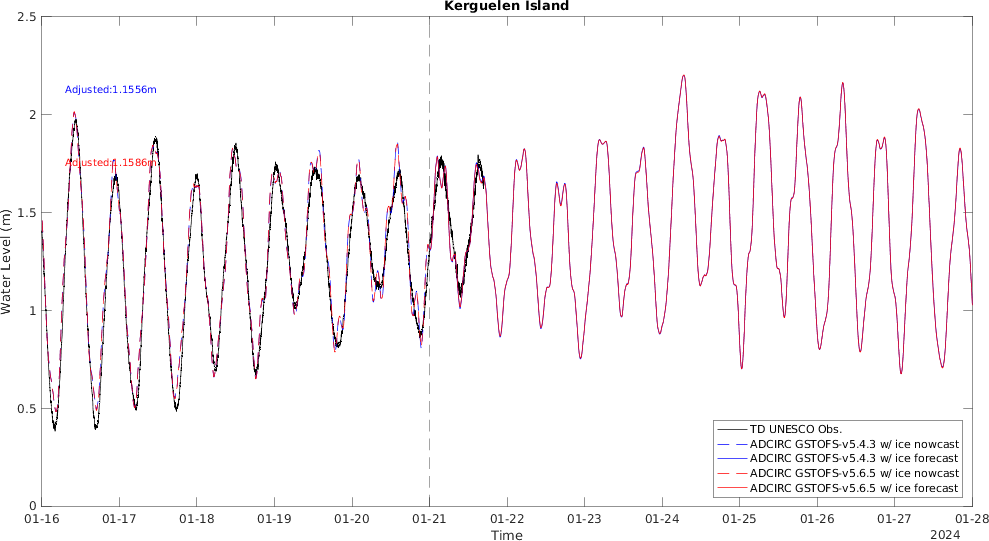 Kerguelen Island
2.5
2
1.5
1
0.5
0
Water Level (m)
Adjusted:1.1556m
Adjusted:1.1586m
TD UNESCO Obs.
ADCIRC GSTOFS-v5.4.3 w/ ice nowcast
ADCIRC GSTOFS-v5.4.3 w/ ice forecast
ADCIRC GSTOFS-v5.6.5 w/ ice nowcast
ADCIRC GSTOFS-v5.6.5 w/ ice forecast
01-16 01-17 01-18 01-19 01-20 01-21 01-22 01-23 01-24 01-25 01-26 01-27 01-28
Time
2024